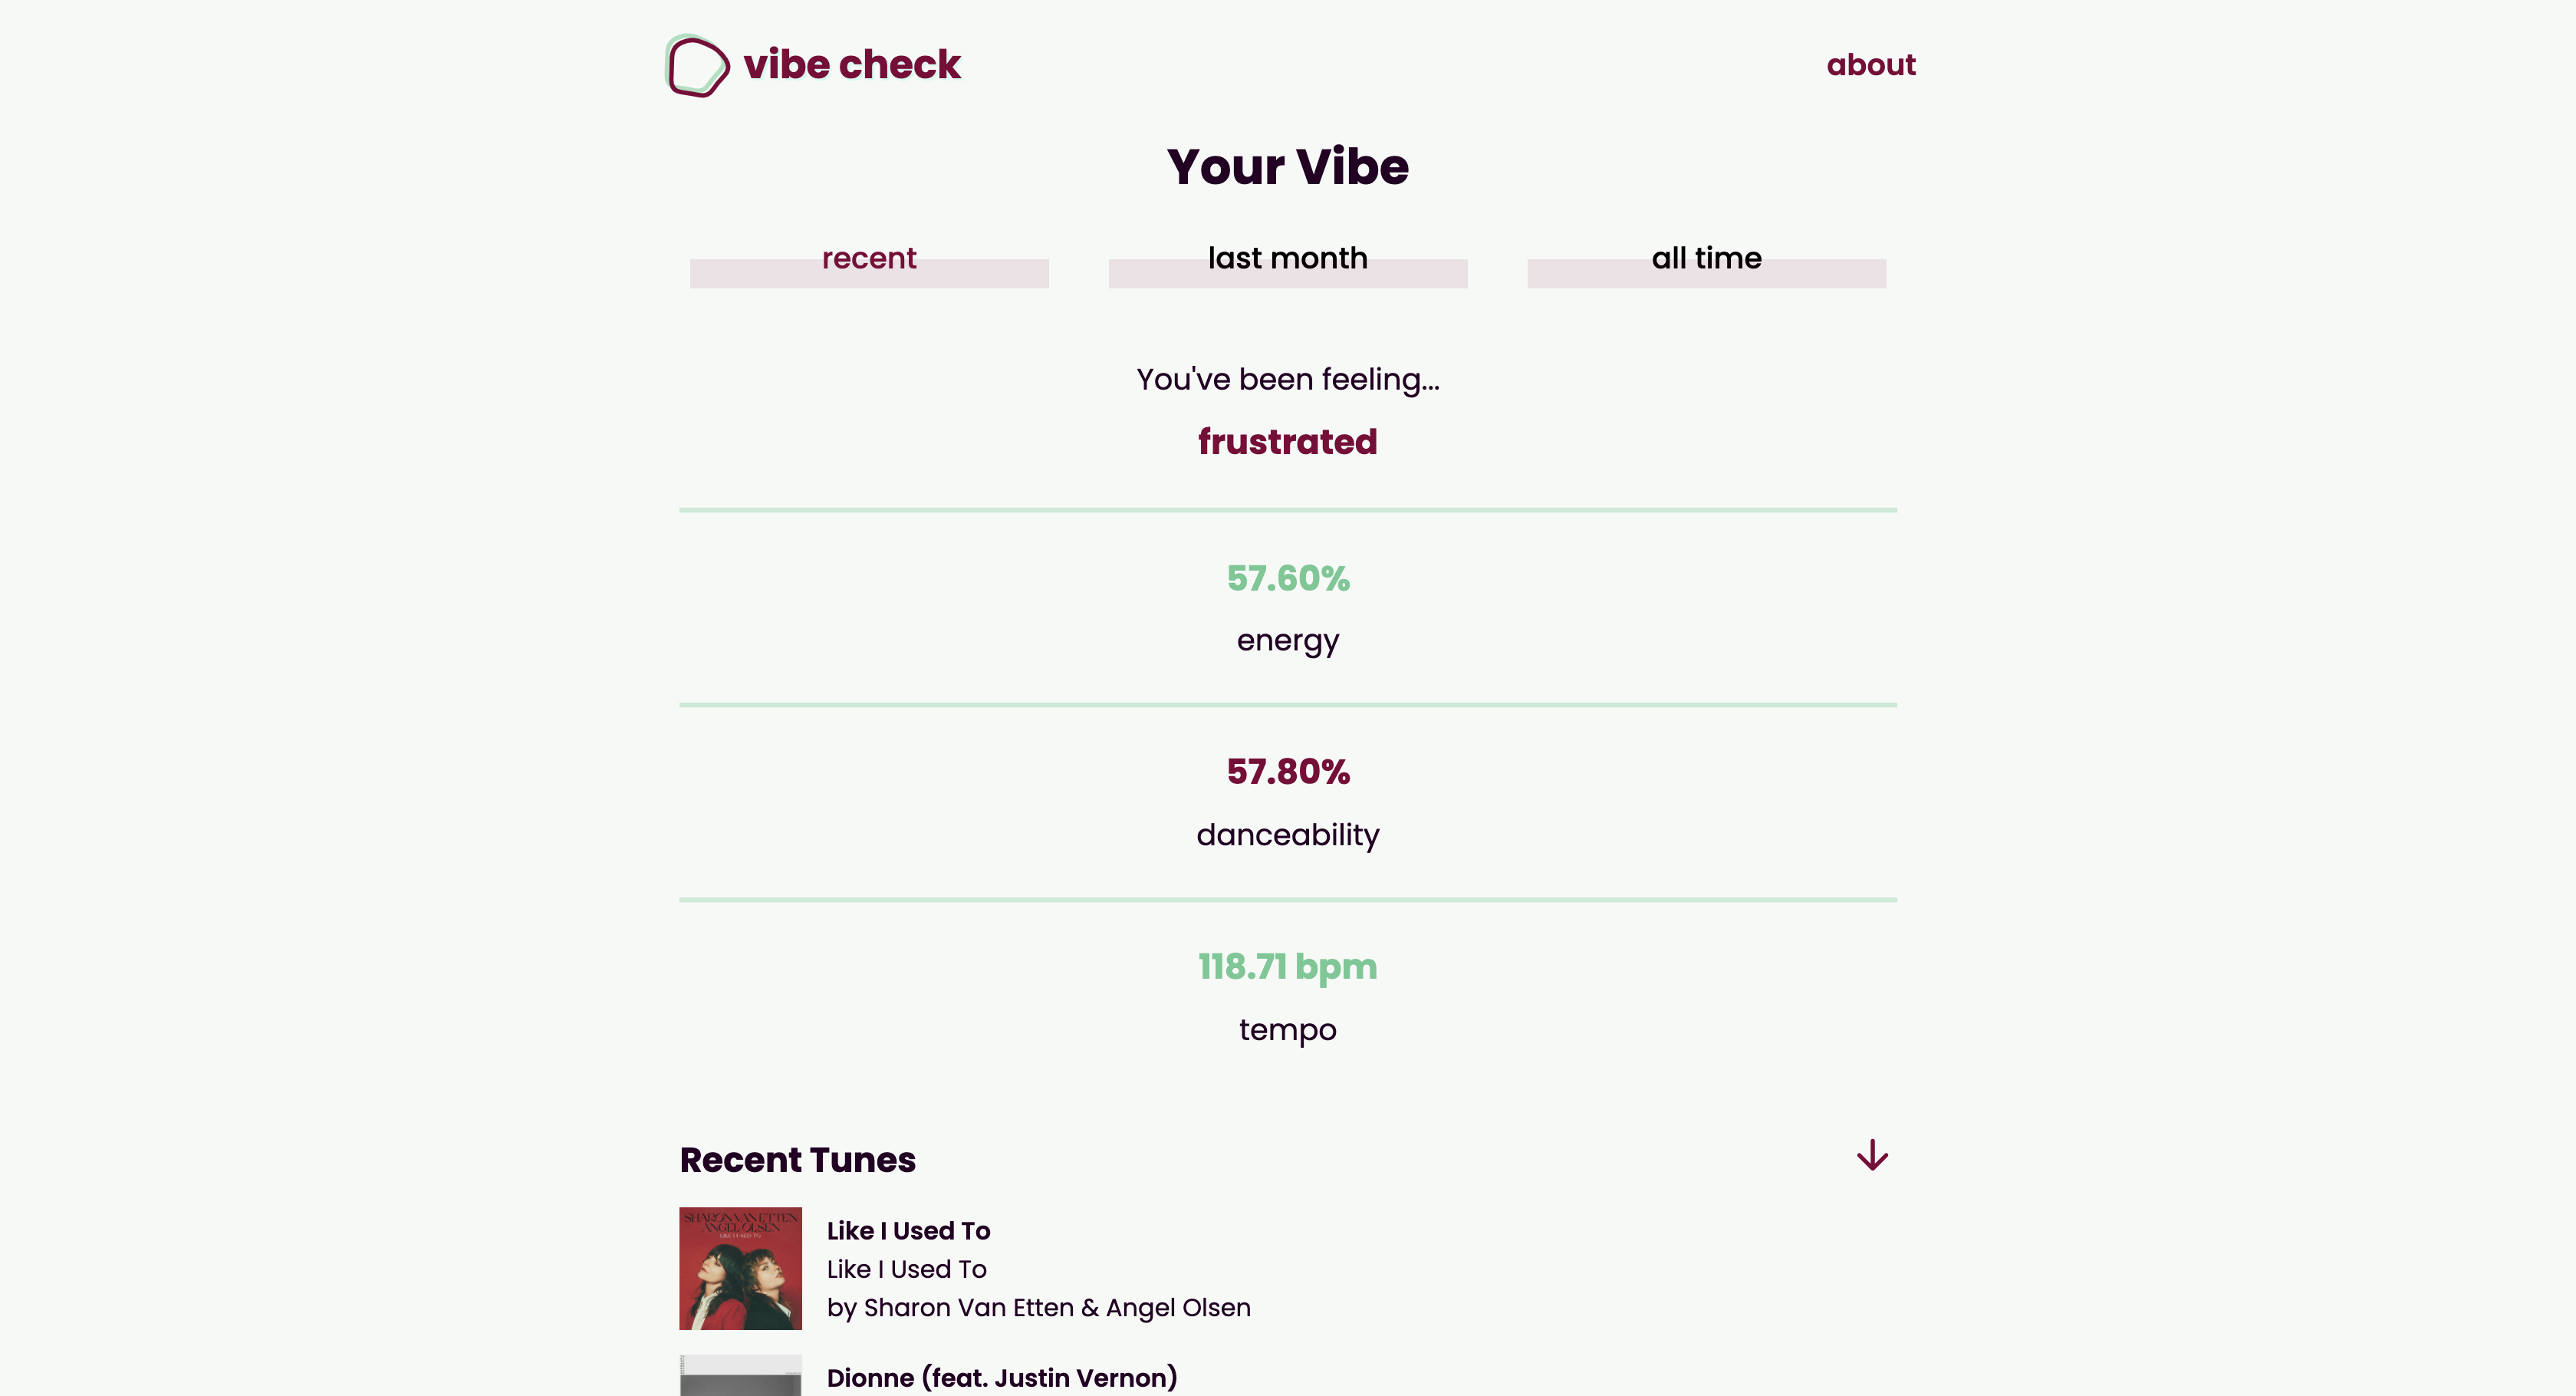 vibe check
about
Your Vibe
recent
last month
all time
You've been feeling...
frustrated
57.60%
energy
57.80%
danceability
118.71 bpm
tempo
Recent Tunes
SHARON VAN ETTEN
ANGEL OLSEN
LIKE I USED TO
Like I Used To
Like I Used To
by Sharon Van Etten & Angel Olsen
Dionne (feat. Justin Vernon)